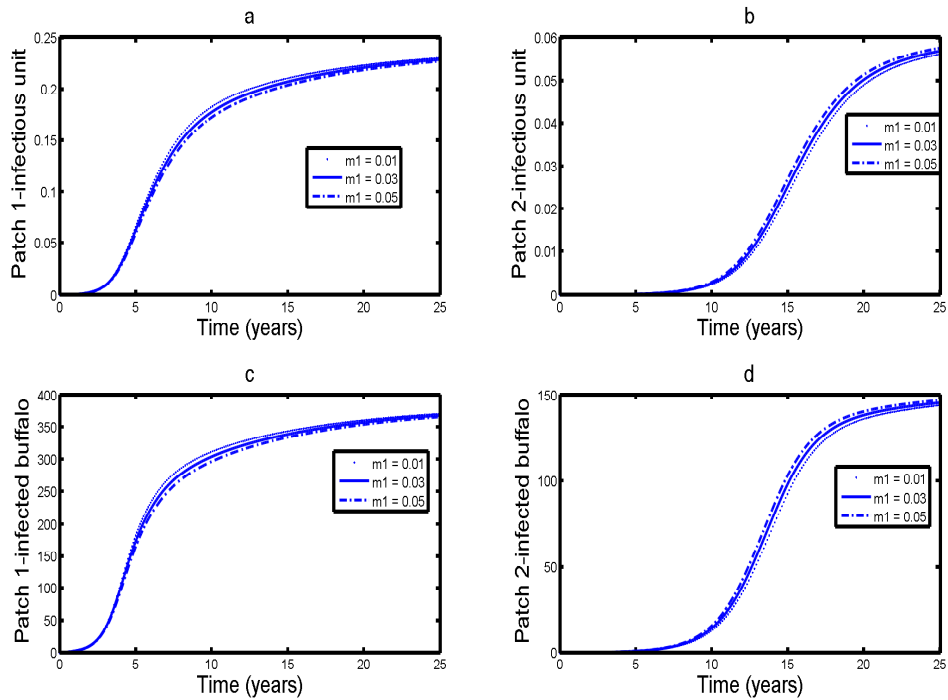 a
Patch 1-infectious unit
0.25
0.2
0.15
0.1
0.05
0
m1 = 0.01
m1 = 0.03
m1 = 0.05
0 5 10 15 20 25
Time (years)
b
Patch 2-infectious unit
0.06
0.05
0.04
0.03
0.02
0.01
0
m1 = 0.01
m1 = 0.03
m1 = 0.05
0 5 10 15 20 25
Time (years)
c
Patch 1-infected buffalo
400
350
300
250
200
150
100
50
0
m1 = 0.01
m1 = 0.03
m1 = 0.05
0 5 10 15 20 25
Time (years)
d
Patch 2-infected buffalo
150
100
50
0
m1 = 0.01
m1 = 0.03
m1 = 0.05
0 5 10 15 20 25
Time (years)